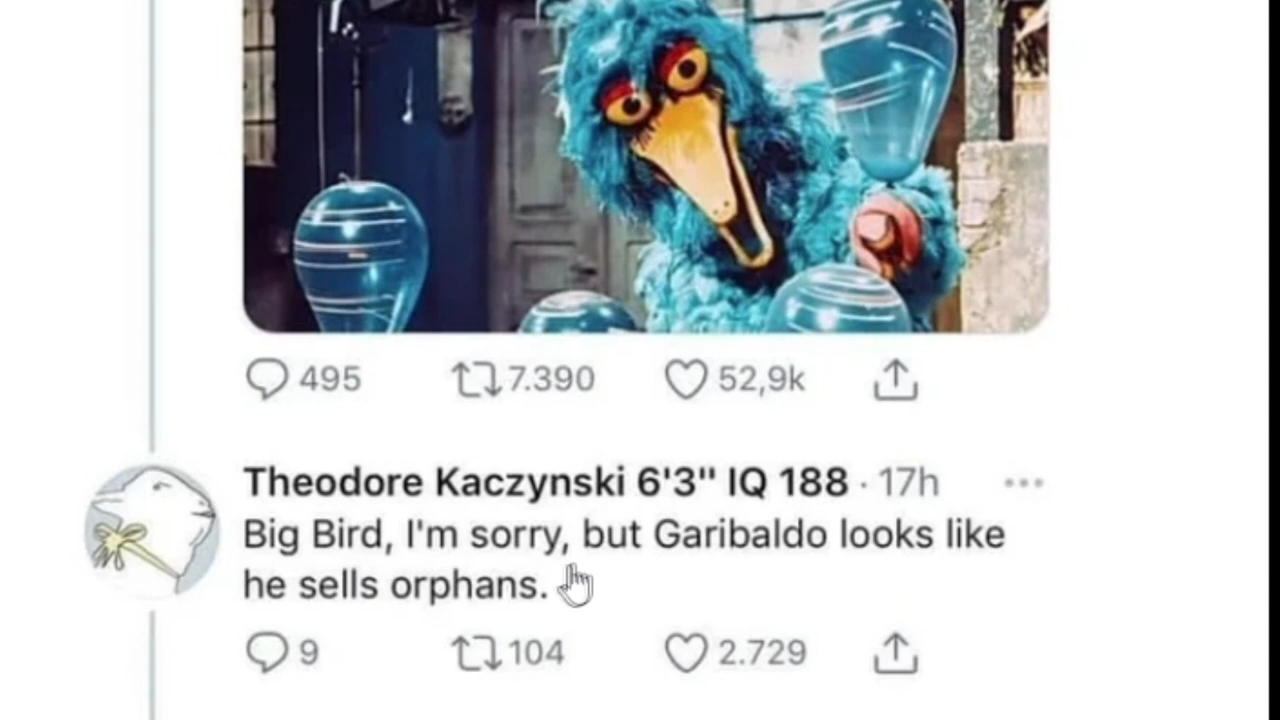 495 7.390 52,9k
Theodore Kaczynski 6'3" IQ 188 · 17h
Big Bird, I'm sorry, but Garibaldo looks like
he sells orphans.
9 104 2.729